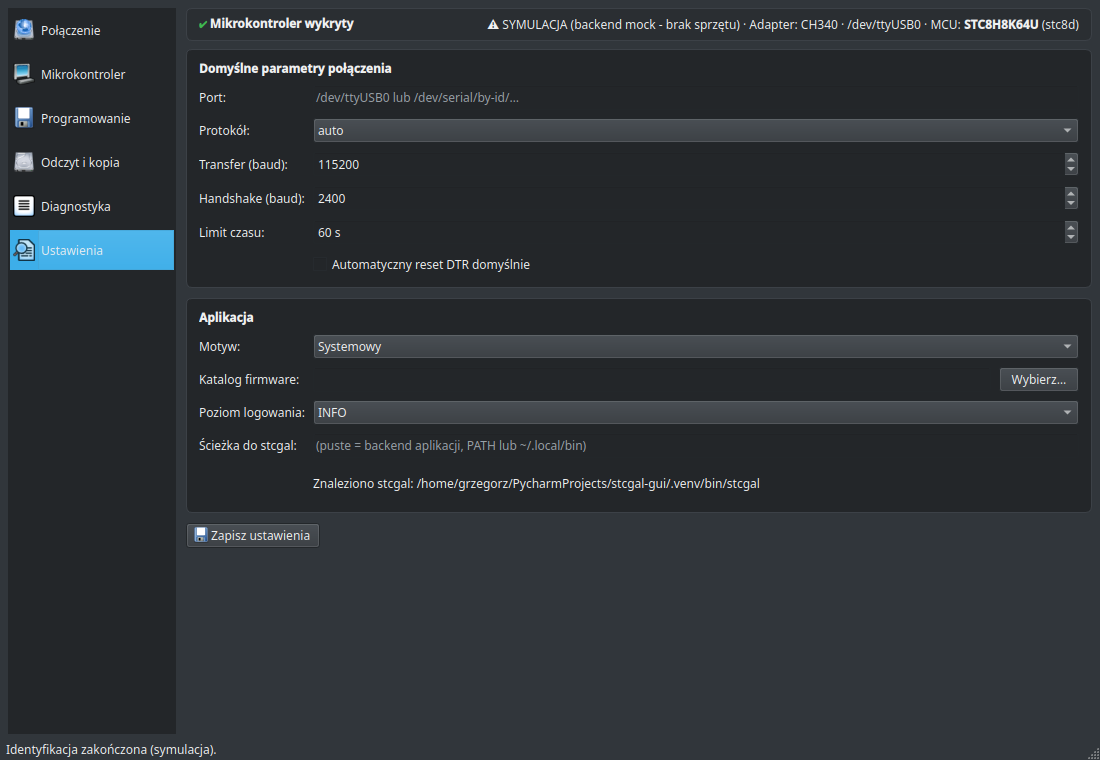 Połączenie
Mikrokontroler
Programowanie
Odczyt i kopia
Diagnostyka
Ustawienia
✔ Mikrokontroler wykryty
⚠ SYMULACJA (backend mock - brak sprzętu) · Adapter: CH340 · /dev/ttyUSB0 · MCU: STC8H8K64U (stc8d)
Domyślne parametry połączenia
Port: /dev/ttyUSB0 lub /dev/serial/by-id/...
Protokół: auto
Transfer (baud): 115200
Handshake (baud): 2400
Limit czasu: 60 s
Automatyczny reset DTR domyślnie
Aplikacja
Motyw: Systemowy
Katalog firmware: Wybierz...
Poziom logowania: INFO
Ścieżka do stcgal: (puste = backend aplikacji, PATH lub ~/.local/bin)
Znaleziono stcgal: /home/grzegorz/PycharmProjects/stcgal-gui/.venv/bin/stcgal
Zapisz ustawienia
Identyfikacja zakończona (symulacja).